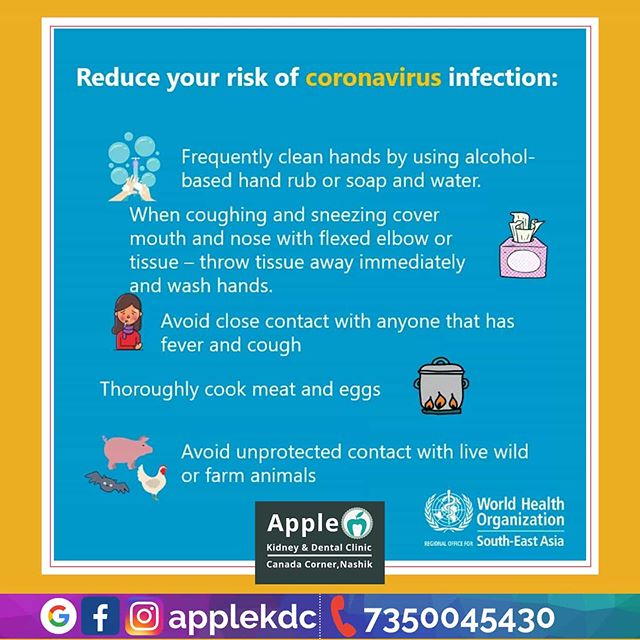 Reduce your risk of coronavirus infection:
Frequently clean hands by using alcohol-
based hand rub or soap and water.
When coughing and sneezing cover
mouth and nose with flexed elbow or
tissue – throw tissue away immediately
and wash hands.
Avoid close contact with anyone that has
fever and cough
Thoroughly cook meat and eggs
Avoid unprotected contact with live wild
or farm animals
Apple
Kidney & Dental Clinic
Canada Corner,Nashik
World Health
Organization
REGIONAL OFFICE FOR South-East Asia
G f applekdc 7350045430